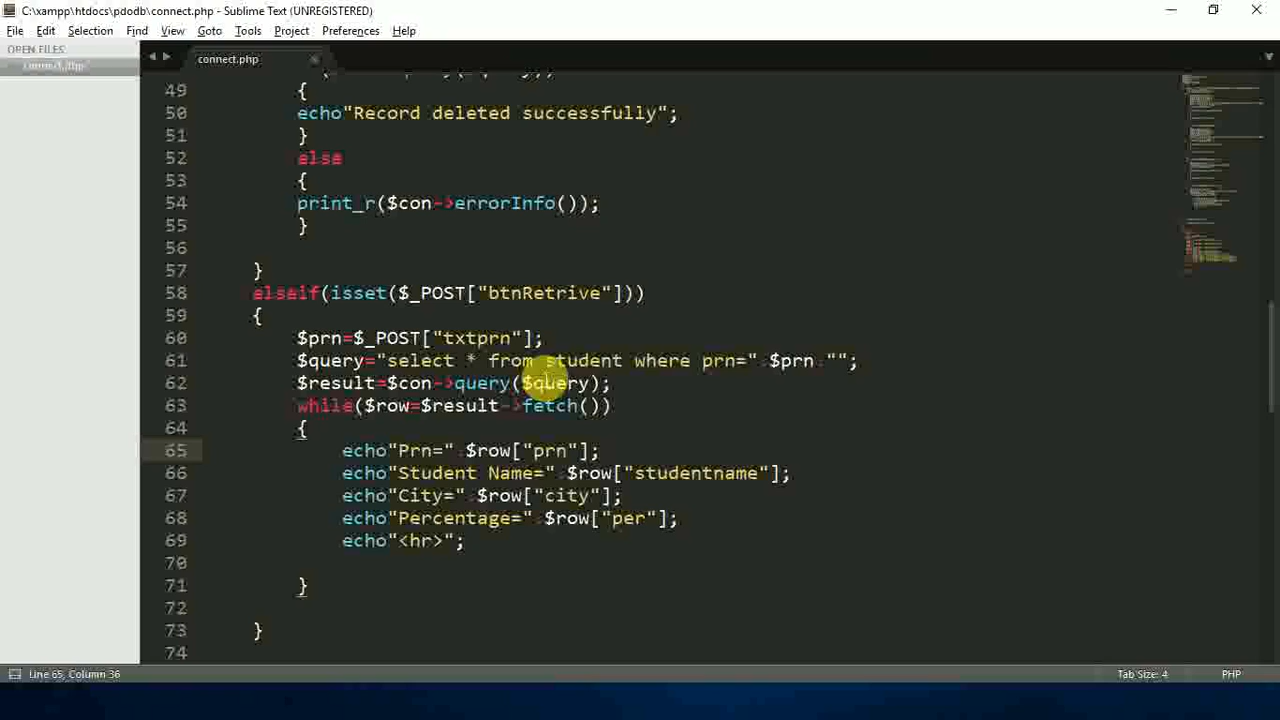 C:\xampp\htdocs\pdodb\connect.php - Sublime Text (UNREGISTERED)
File Edit Selection Find View Goto Tools Project Preferences Help
OPEN FILES
connect.php
connect.php
49 {
50 echo"Record deleted successfully";
51 }
52 else
53 {
54 print_r($con->errorInfo());
55 }
56
57 }
58 elseif(isset($_POST["btnRetrive"]))
59 {
60 $prn=$_POST["txtprn"];
61 $query="select * from student where prn=".$prn."";
62 $result=$con->query($query);
63 while($row=$result->fetch())
64 {
65 echo"Prn=".$row["prn"];
66 echo"Student Name=".$row["studentname"];
67 echo"City=".$row["city"];
68 echo"Percentage=".$row["per"];
69 echo"<hr>";
70
71 }
72
73 }
74
Line 65, Column 36 Tab Size: 4 PHP